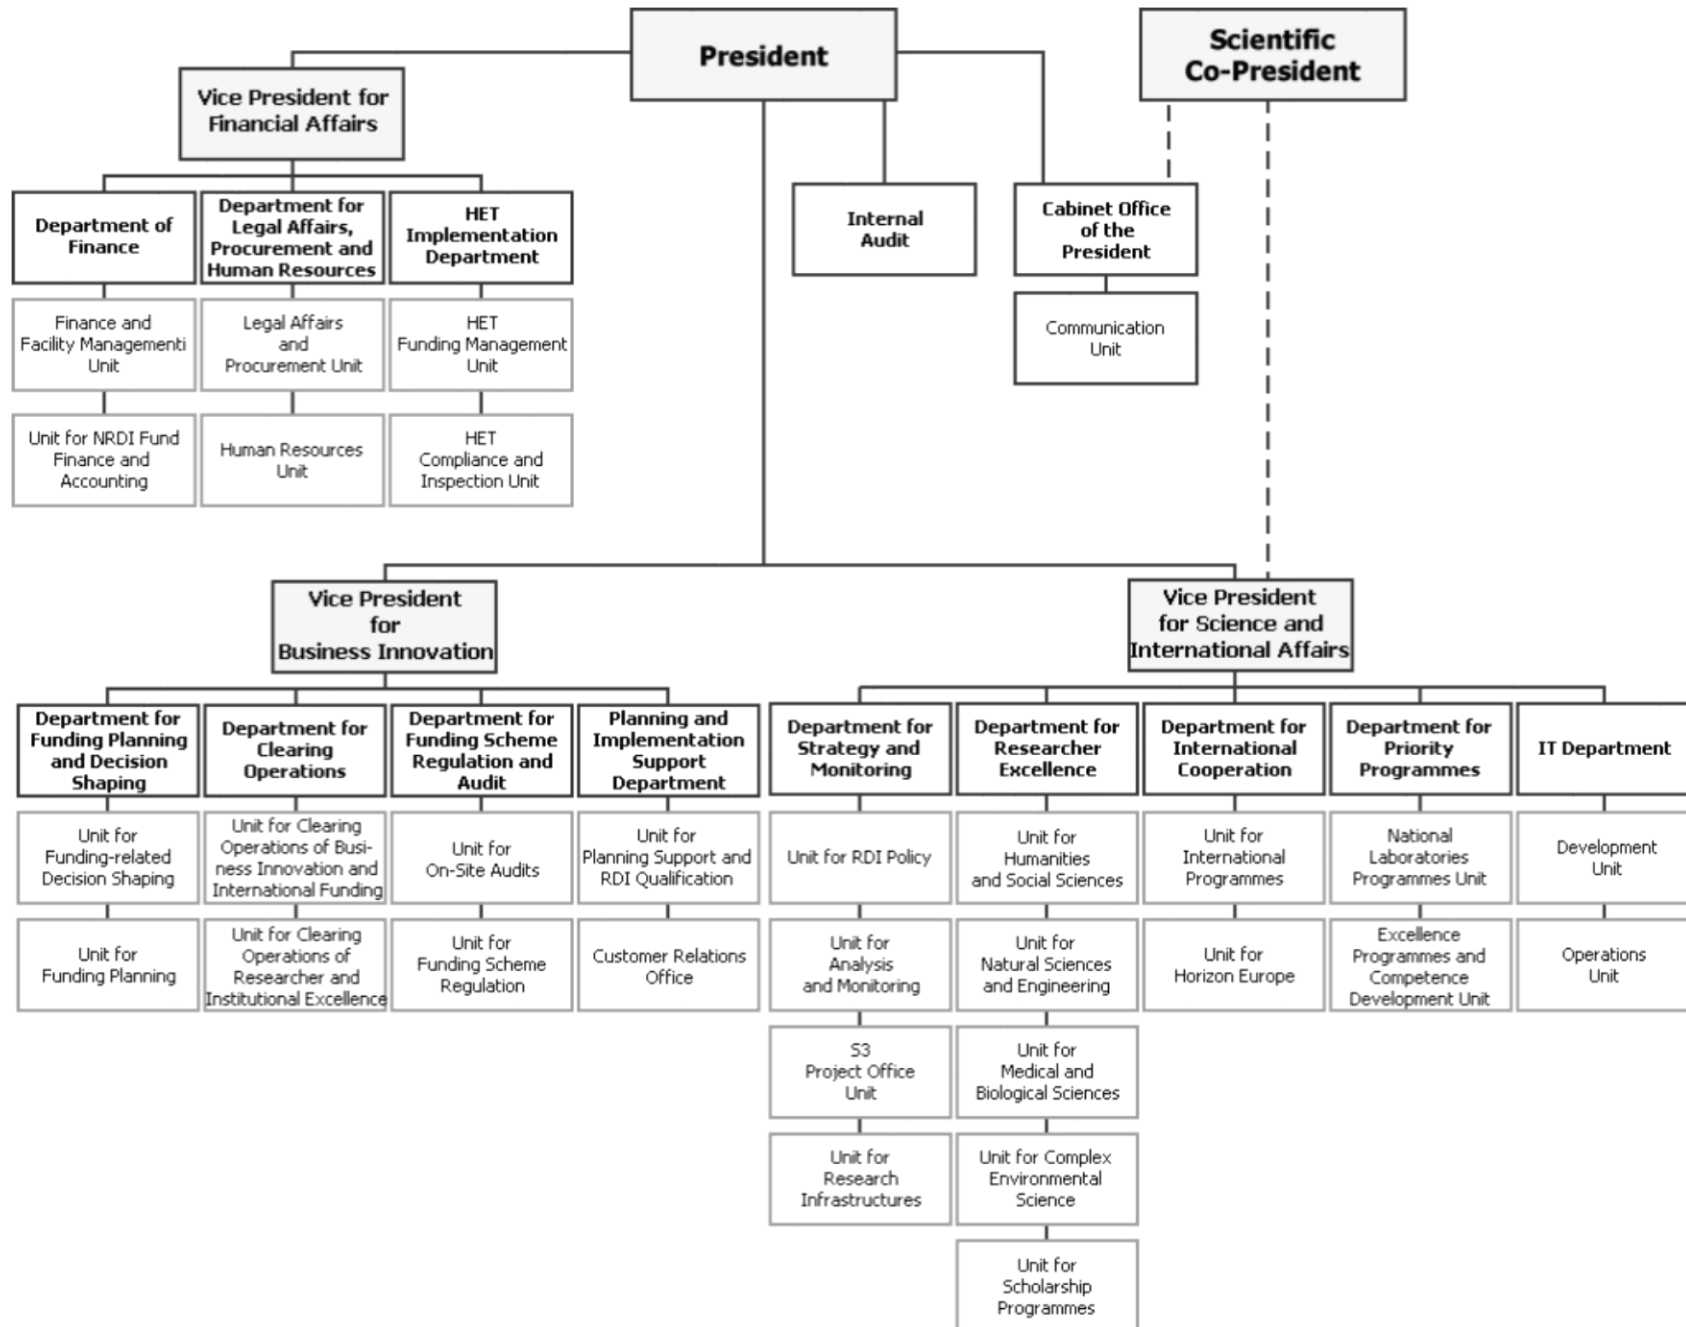 President
Scientific
Co-President
Vice President for
Financial Affairs
Department of
Finance
Department for
Legal Affairs,
Procurement and
Human Resources
HET
Implementation
Department
Internal
Audit
Cabinet Office
of the
President
Finance and
Facility Managementi
Unit
Legal Affairs
and
Procurement Unit
HET
Funding Management
Unit
Communication
Unit
Unit for NRDI Fund
Finance and
Accounting
Human Resources
Unit
HET
Compliance and
Inspection Unit
Vice President
for
Business Innovation
Vice President
for Science and
International Affairs
Department for
Funding Planning
and Decision
Shaping
Department for
Clearing
Operations
Department for
Funding Scheme
Regulation and
Audit
Planning and
Implementation
Support
Department
Department for
Strategy and
Monitoring
Department for
Researcher
Excellence
Department for
International
Cooperation
Department for
Priority
Programmes
IT Department
Unit for
Funding-related
Decision Shaping
Unit for Clearing
Operations of Busi-
ness Innovation and
International Funding
Unit for
On-Site Audits
Unit for
Planning Support and
RDI Qualification
Unit for RDI Policy
Unit for
Humanities
and Social Sciences
Unit for
International
Programmes
National
Laboratories
Programmes Unit
Development
Unit
Unit for
Funding Planning
Unit for Clearing
Operations of
Researcher and
Institutional Excellence
Unit for
Funding Scheme
Regulation
Customer Relations
Office
Unit for
Analysis
and Monitoring
Unit for
Natural Sciences
and Engineering
Unit for
Horizon Europe
Excellence
Programmes and
Competence
Development Unit
Operations
Unit
S3
Project Office
Unit
Unit for
Medical and
Biological Sciences
Unit for
Research
Infrastructures
Unit for Complex
Environmental
Science
Unit for
Scholarship
Programmes